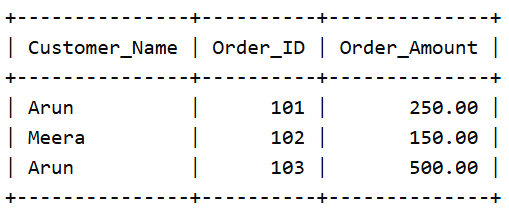 +---------------+----------+--------------+
| Customer_Name | Order_ID | Order_Amount |
+---------------+----------+--------------+
| Arun          |      101 |       250.00 |
| Meera         |      102 |       150.00 |
| Arun          |      103 |       500.00 |
+---------------+----------+--------------+